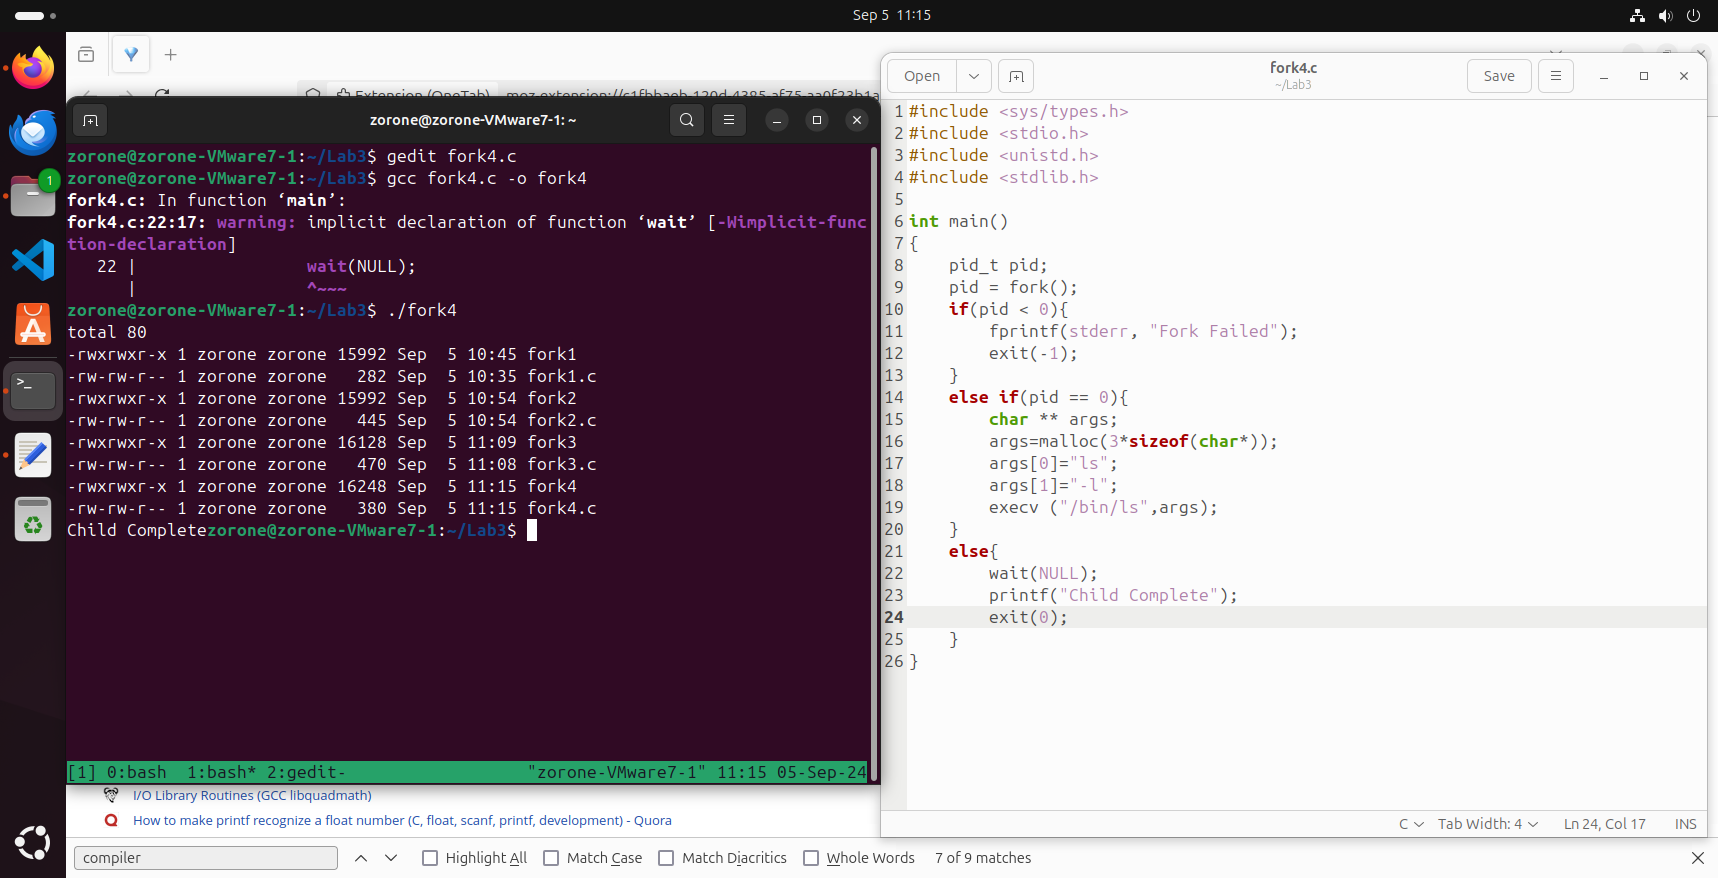 Sep 5 11:15
Extension (OneTab)
zorone@zorone-VMware7-1: ~
zorone@zorone-VMware7-1:~/Lab3$ gedit fork4.c
zorone@zorone-VMware7-1:~/Lab3$ gcc fork4.c -o fork4
fork4.c: In function ‘main’:
fork4.c:22:17: warning: implicit declaration of function ‘wait’ [-Wimplicit-func
tion-declaration]
   22 |                 wait(NULL);
      |                 ^~~~
zorone@zorone-VMware7-1:~/Lab3$ ./fork4
total 80
-rwxrwxr-x 1 zorone zorone 15992 Sep  5 10:45 fork1
-rw-rw-r-- 1 zorone zorone   282 Sep  5 10:35 fork1.c
-rwxrwxr-x 1 zorone zorone 15992 Sep  5 10:54 fork2
-rw-rw-r-- 1 zorone zorone   445 Sep  5 10:54 fork2.c
-rwxrwxr-x 1 zorone zorone 16128 Sep  5 11:09 fork3
-rw-rw-r-- 1 zorone zorone   470 Sep  5 11:08 fork3.c
-rwxrwxr-x 1 zorone zorone 16248 Sep  5 11:15 fork4
-rw-rw-r-- 1 zorone zorone   380 Sep  5 11:15 fork4.c
Child Completezorone@zorone-VMware7-1:~/Lab3$
[1] 0:bash  1:bash* 2:gedit-                  "zorone-VMware7-1" 11:15 05-Sep-24
Open
fork4.c
~/Lab3
Save
1 #include <sys/types.h>
2 #include <stdio.h>
3 #include <unistd.h>
4 #include <stdlib.h>
5
6 int main()
7 {
8     pid_t pid;
9     pid = fork();
10     if(pid < 0){
11         fprintf(stderr, "Fork Failed");
12         exit(-1);
13     }
14     else if(pid == 0){
15         char ** args;
16         args=malloc(3*sizeof(char*));
17         args[0]="ls";
18         args[1]="-l";
19         execv ("/bin/ls",args);
20     }
21     else{
22         wait(NULL);
23         printf("Child Complete");
24         exit(0);
25     }
26 }
C
Tab Width: 4
Ln 24, Col 17
INS
1
I/O Library Routines (GCC libquadmath)
How to make printf recognize a float number (C, float, scanf, printf, development) - Quora
compiler
Highlight All
Match Case
Match Diacritics
Whole Words
7 of 9 matches